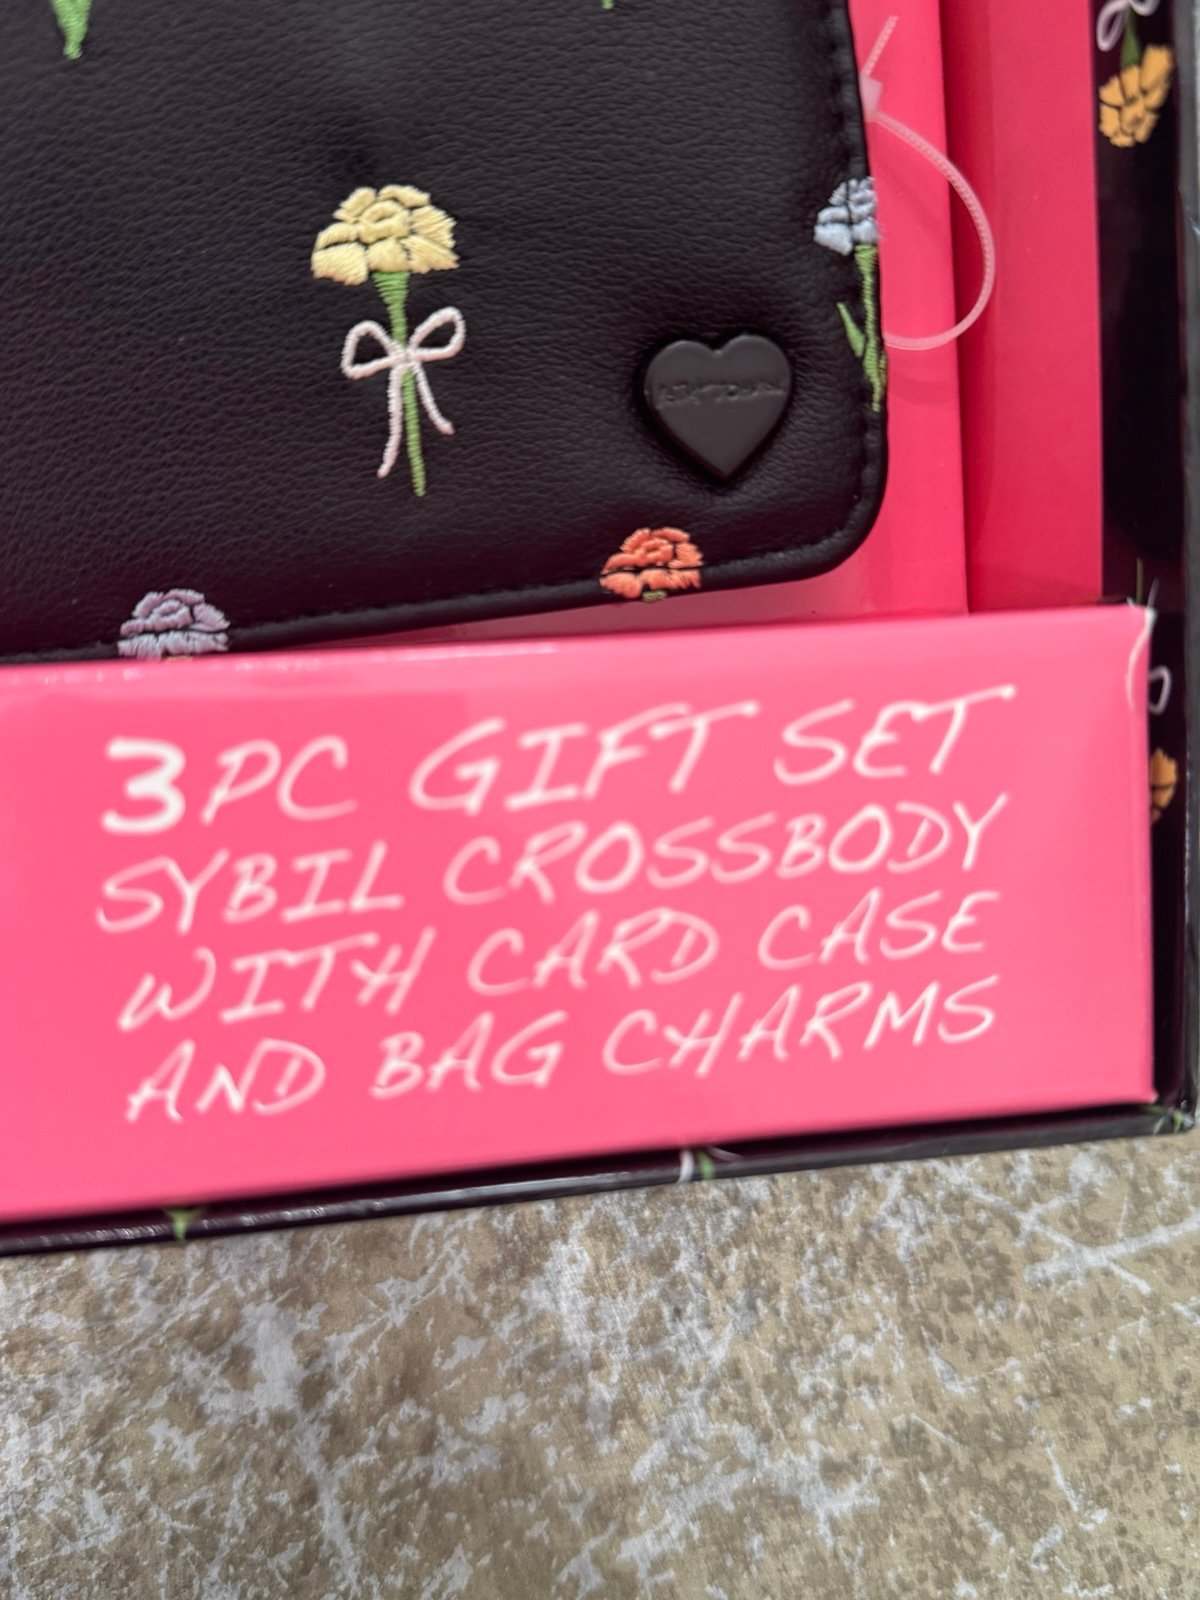 3PC GIFT SET
SYBIL CROSSBODY
WITH CARD CASE
AND BAG CHARMS